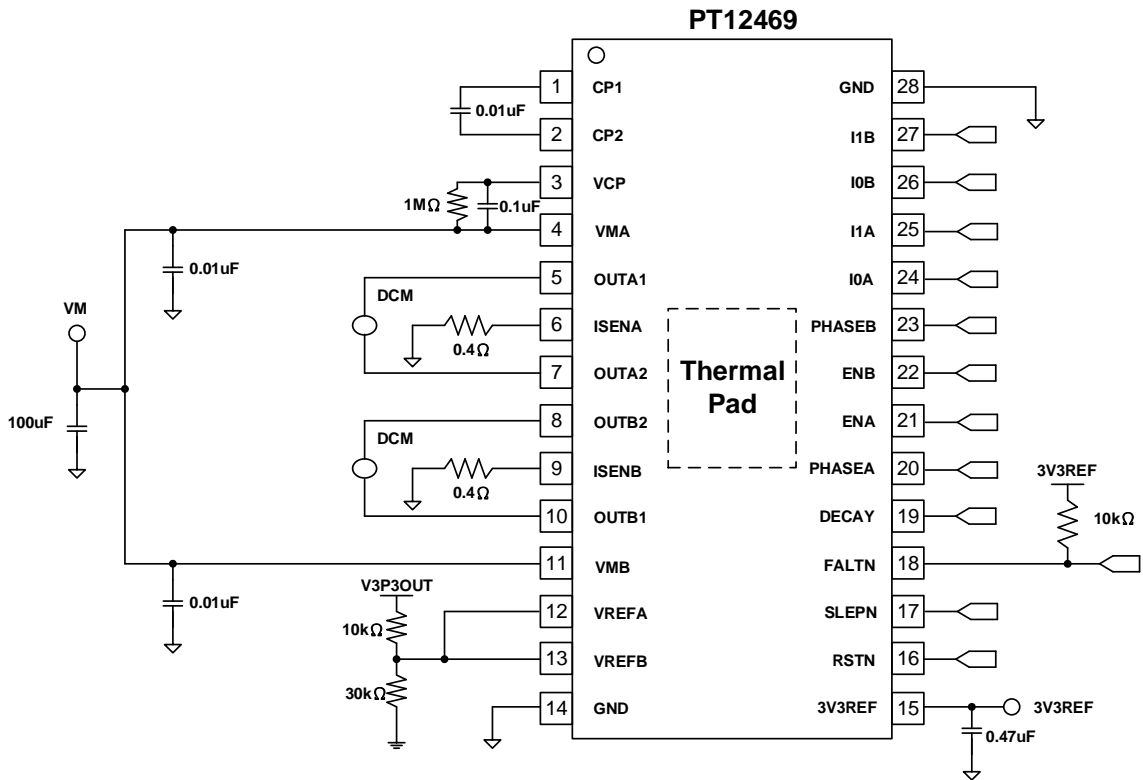 PT12469
1 CP1
0.01uF
2 CP2
3 VCP
1MΩ
0.1uF
4 VMA
0.01uF
5 OUTA1
DCM
6 ISENA
0.4Ω
7 OUTA2
VM
100uF
8 OUTB2
DCM
9 ISENB
0.4Ω
10 OUTB1
11 VMB
0.01uF
V3P3OUT
12 VREFA
10kΩ
13 VREFB
30kΩ
14 GND
Thermal
Pad
GND 28
I1B 27
I0B 26
I1A 25
I0A 24
PHASEB 23
ENB 22
ENA 21
PHASEA 20
3V3REF
DECAY 19
10kΩ
FALTN 18
SLEPN 17
RSTN 16
3V3REF 15
3V3REF
0.47uF